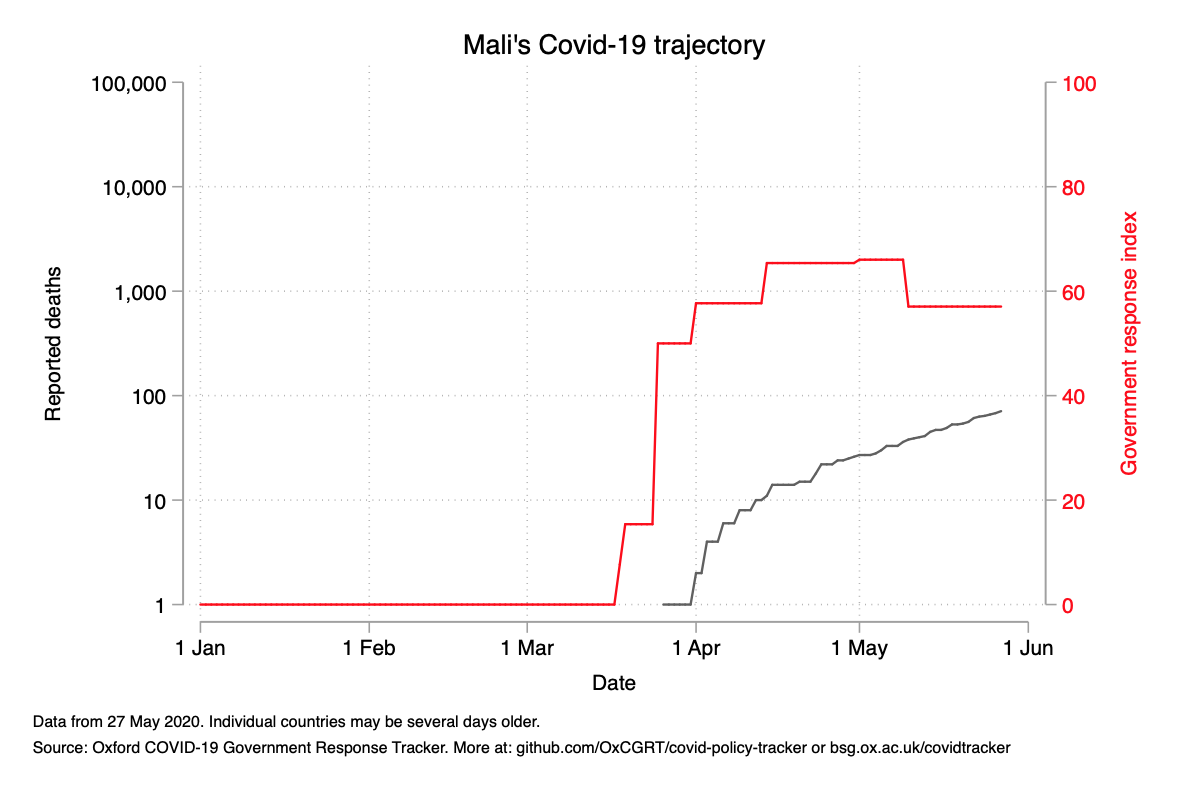 Mali's Covid-19 trajectory
100,000
10,000
1,000
100
10
1
Reported deaths
100
80
60
40
20
0
Government response index
1 Jan 1 Feb 1 Mar 1 Apr 1 May 1 Jun
Date
Data from 27 May 2020. Individual countries may be several days older.
Source: Oxford COVID-19 Government Response Tracker. More at: github.com/OxCGRT/covid-policy-tracker or bsg.ox.ac.uk/covidtracker